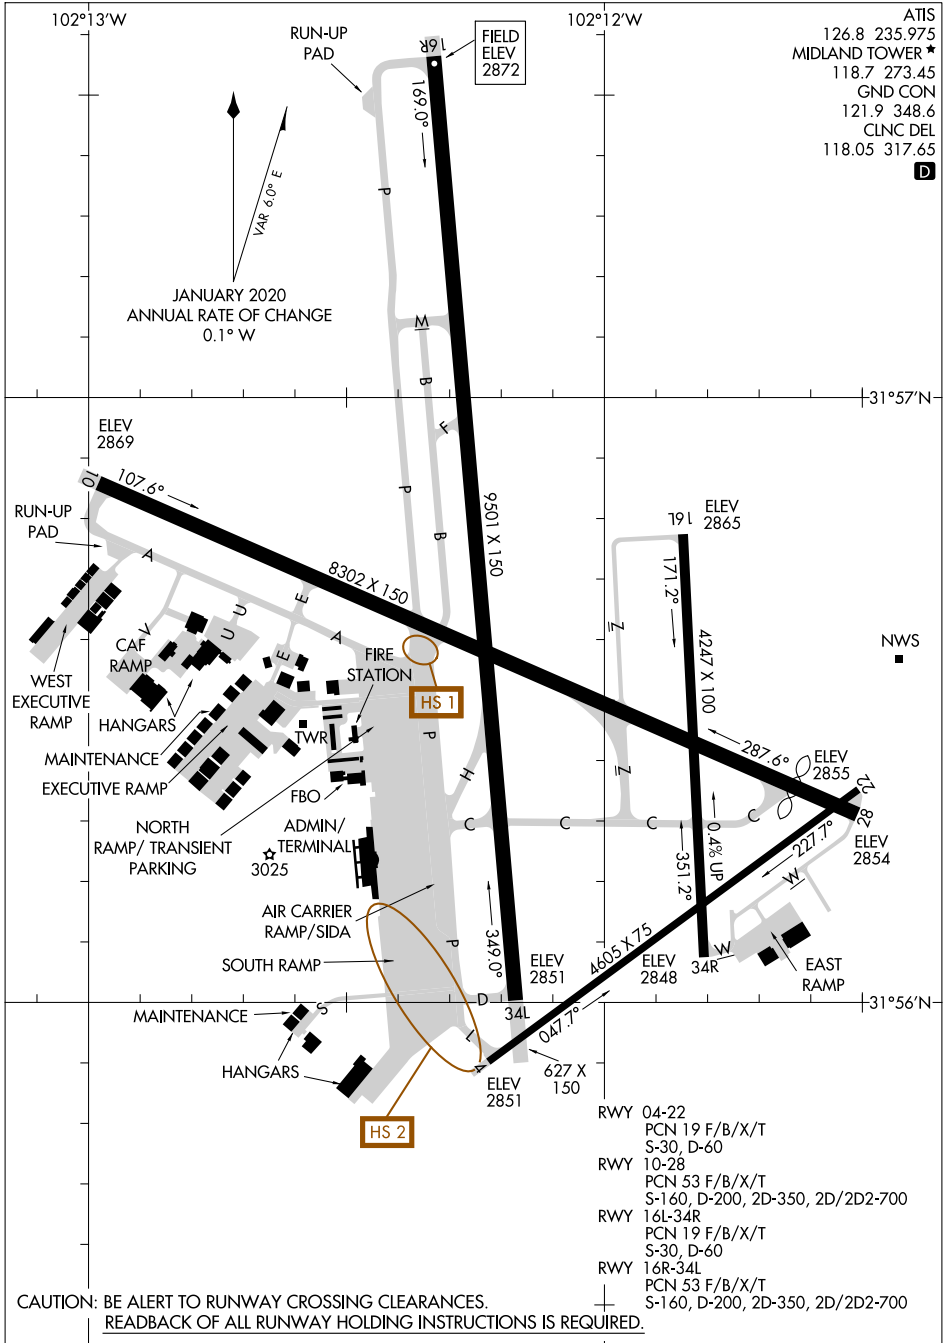 102°13'W
102°12'W
ATIS
126.8 235.975
MIDLAND TOWER ★
118.7 273.45
GND CON
121.9 348.6
CLNC DEL
118.05 317.65
D
RUN-UP
PAD
16R
FIELD
ELEV
2872
169.0°
VAR 6.0° E
P
JANUARY 2020
ANNUAL RATE OF CHANGE
0.1° W
M
B
31°57'N
F
ELEV
2869
10
107.6°
P
B
9501 X 150
RUN-UP
PAD
A
8302 X 150
16L
ELEV
2865
171.2°
4247 X 100
E
U
U
V
A
E
Z
NWS
CAF
RAMP
FIRE
STATION
WEST
EXECUTIVE
RAMP
HS 1
HANGARS
TWR
P
MAINTENANCE
EXECUTIVE RAMP
FBO
H
Z
287.6°
ELEV
2855
22
28
NORTH
RAMP/ TRANSIENT
PARKING
3025
ADMIN/
TERMINAL
C
C
C
C
0.4% UP
351.2°
227.7°
ELEV
2854
W
AIR CARRIER
RAMP/SIDA
P
349.0°
4605 X 75
SOUTH RAMP
ELEV
2851
ELEV
2848
34R
W
EAST
RAMP
D
34L
31°56'N
S
MAINTENANCE
L
047.7°
HANGARS
4
ELEV
2851
627 X
150
HS 2
RWY 04-22
PCN 19 F/B/X/T
S-30, D-60
RWY 10-28
PCN 53 F/B/X/T
S-160, D-200, 2D-350, 2D/2D2-700
RWY 16L-34R
PCN 19 F/B/X/T
S-30, D-60
RWY 16R-34L
PCN 53 F/B/X/T
S-160, D-200, 2D-350, 2D/2D2-700
CAUTION: BE ALERT TO RUNWAY CROSSING CLEARANCES.
READBACK OF ALL RUNWAY HOLDING INSTRUCTIONS IS REQUIRED.